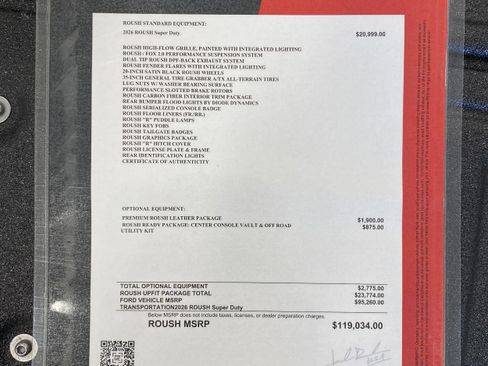 ROUSH STANDARD EQUIPMENT:
2026 ROUSH Super Duty $20,999.00
ROUSH HIGH-FLOW GRILLE, PAINTED WITH INTEGRATED LIGHTING
ROUSH / FOX 2.0 PERFORMANCE SUSPENSION SYSTEM
DUAL TIP ROUSH DPF-BACK EXHAUST SYSTEM
ROUSH FENDER FLARES WITH INTEGRATED LIGHTING
20-INCH SATIN BLACK ROUSH WHEELS
35-INCH GENERAL TIRE GRABBER A/TX ALL-TERRAIN TIRES
LUG NUTS W/ WASHER BEARING SURFACE
PERFORMANCE SLOTTED BRAKE ROTORS
ROUSH CARBON FIBER INTERIOR TRIM PACKAGE
REAR BUMPER FLOOD LIGHTS BY DIODE DYNAMICS
ROUSH SERIALIZED CONSOLE BADGE
ROUSH FLOOR LINERS (FR./RR.)
ROUSH "R" PUDDLE LAMPS
ROUSH KEY FOBS
ROUSH TAILGATE BADGES
ROUSH GRAPHICS PACKAGE
ROUSH "R" HITCH COVER
ROUSH LICENSE PLATE & FRAME
REAR IDENTIFICATION LIGHTS
CERTIFICATE OF AUTHENTICITY
OPTIONAL EQUIPMENT:
PREMIUM ROUSH LEATHER PACKAGE $1,900.00
ROUSH READY PACKAGE: CENTER CONSOLE VAULT & OFF ROAD $875.00
UTILITY KIT
TOTAL OPTIONAL EQUIPMENT $2,775.00
ROUSH UPFIT PACKAGE TOTAL $23,774.00
FORD VEHICLE MSRP $95,260.00
TRANSPORTATION2026 ROUSH Super Duty
Below MSRP does not include taxes, licenses, or dealer preparation charges.
ROUSH MSRP $119,034.00